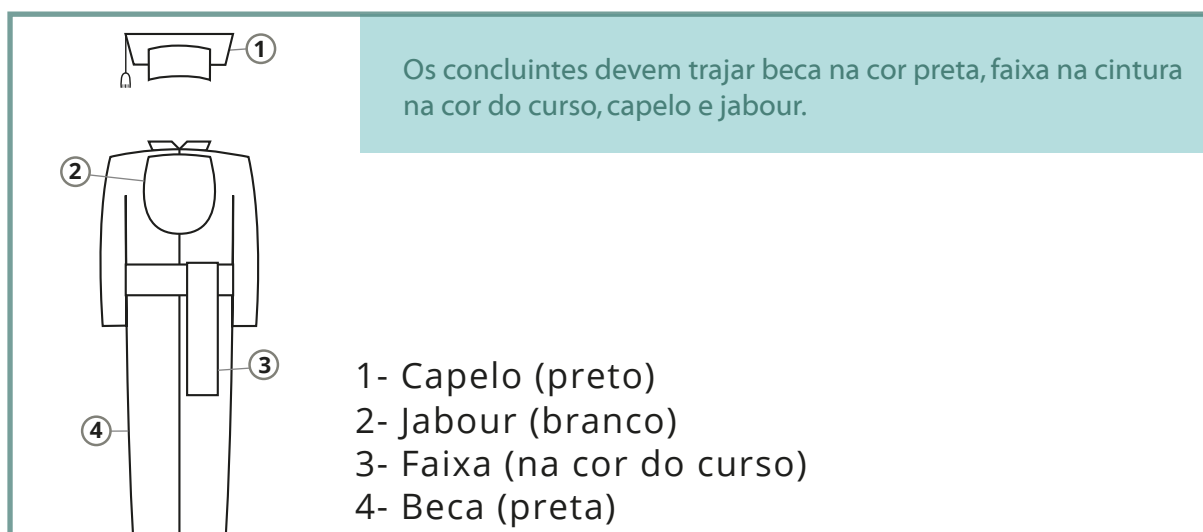 1
Os concluintes devem trajar beca na cor preta, faixa na cintura
na cor do curso, capelo e jabour.
2
3
4
1- Capelo (preto)
2- Jabour (branco)
3- Faixa (na cor do curso)
4- Beca (preta)